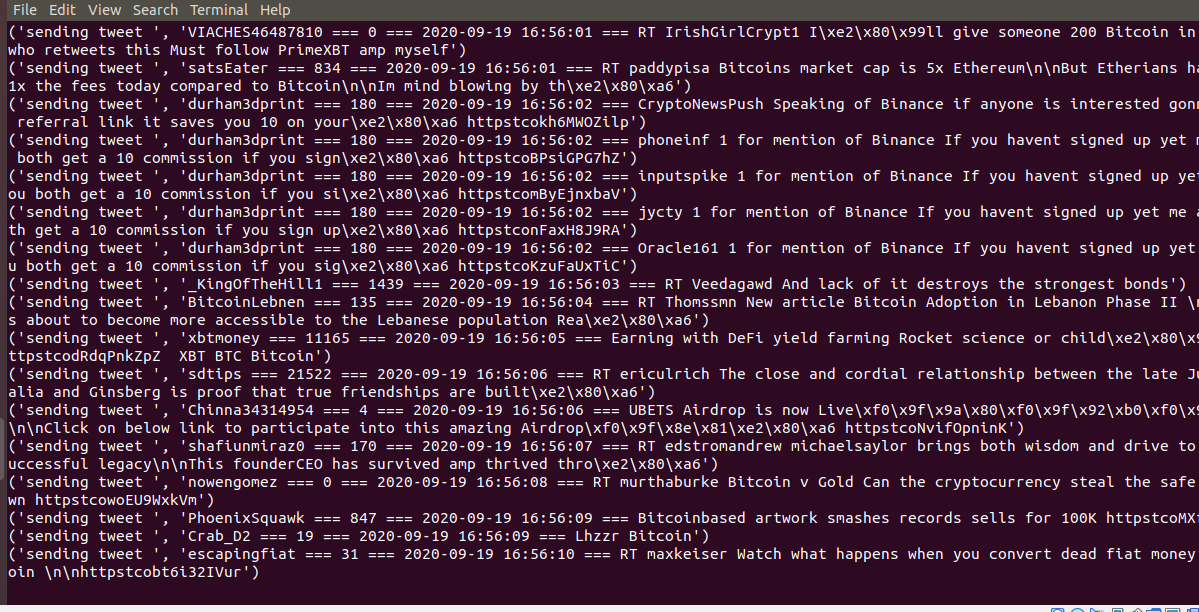 File Edit View Search Terminal Help
('sending tweet ', 'VIACHES46487810 === 0 === 2020-09-19 16:56:01 === RT IrishGirlCrypt1 I\xe2\x80\x99ll give someone 200 Bitcoin in
who retweets this Must follow PrimeXBT amp myself')
('sending tweet ', 'satsEater === 834 === 2020-09-19 16:56:01 === RT paddypisa Bitcoins market cap is 5x Ethereum\n\nBut Etherians ha
1x the fees today compared to Bitcoin\n\nIm mind blowing by th\xe2\x80\xa6')
('sending tweet ', 'durham3dprint === 180 === 2020-09-19 16:56:02 === CryptoNewsPush Speaking of Binance if anyone is interested gonn
 referral link it saves you 10 on your\xe2\x80\xa6 httpstcokh6MWOZilp')
('sending tweet ', 'durham3dprint === 180 === 2020-09-19 16:56:02 === phoneinf 1 for mention of Binance If you havent signed up yet m
 both get a 10 commission if you sign\xe2\x80\xa6 httpstcoBPsiGPG7hZ')
('sending tweet ', 'durham3dprint === 180 === 2020-09-19 16:56:02 === inputspike 1 for mention of Binance If you havent signed up yet
ou both get a 10 commission if you si\xe2\x80\xa6 httpstcomByEjnxbaV')
('sending tweet ', 'durham3dprint === 180 === 2020-09-19 16:56:02 === jycty 1 for mention of Binance If you havent signed up yet me a
th get a 10 commission if you sign up\xe2\x80\xa6 httpstconFaxH8J9RA')
('sending tweet ', 'durham3dprint === 180 === 2020-09-19 16:56:02 === Oracle161 1 for mention of Binance If you havent signed up yet
u both get a 10 commission if you sig\xe2\x80\xa6 httpstcoKzuFaUxTiC')
('sending tweet ', '_KingOfTheHill1 === 1439 === 2020-09-19 16:56:03 === RT Veedagawd And lack of it destroys the strongest bonds')
('sending tweet ', 'BitcoinLebnen === 135 === 2020-09-19 16:56:04 === RT Thomssmn New article Bitcoin Adoption in Lebanon Phase II \n
s about to become more accessible to the Lebanese population Rea\xe2\x80\xa6')
('sending tweet ', 'xbtmoney === 11165 === 2020-09-19 16:56:05 === Earning with DeFi yield farming Rocket science or child\xe2\x80\x9
ttpstcodRdqPnkZpZ  XBT BTC Bitcoin')
('sending tweet ', 'sdtips === 21522 === 2020-09-19 16:56:06 === RT ericulrich The close and cordial relationship between the late Ju
alia and Ginsberg is proof that true friendships are built\xe2\x80\xa6')
('sending tweet ', 'Chinna34314954 === 4 === 2020-09-19 16:56:06 === UBETS Airdrop is now Live\xf0\x9f\x9a\x80\xf0\x9f\x92\xb0\xf0\x9
\n\nClick on below link to participate into this amazing Airdrop\xf0\x9f\x8e\x81\xe2\x80\xa6 httpstcoNvifOpninK')
('sending tweet ', 'shafiunmiraz0 === 170 === 2020-09-19 16:56:07 === RT edstromandrew michaelsaylor brings both wisdom and drive to
uccessful legacy\n\nThis founderCEO has survived amp thrived thro\xe2\x80\xa6')
('sending tweet ', 'nowengomez === 0 === 2020-09-19 16:56:08 === RT murthaburke Bitcoin v Gold Can the cryptocurrency steal the safe
wn httpstcowoEU9WxkVm')
('sending tweet ', 'PhoenixSquawk === 847 === 2020-09-19 16:56:09 === Bitcoinbased artwork smashes records sells for 100K httpstcoMXf
('sending tweet ', 'Crab_D2 === 19 === 2020-09-19 16:56:09 === Lhzzr Bitcoin')
('sending tweet ', 'escapingfiat === 31 === 2020-09-19 16:56:10 === RT maxkeiser Watch what happens when you convert dead fiat money
oin \n\nhttpstcobt6i32IVur')